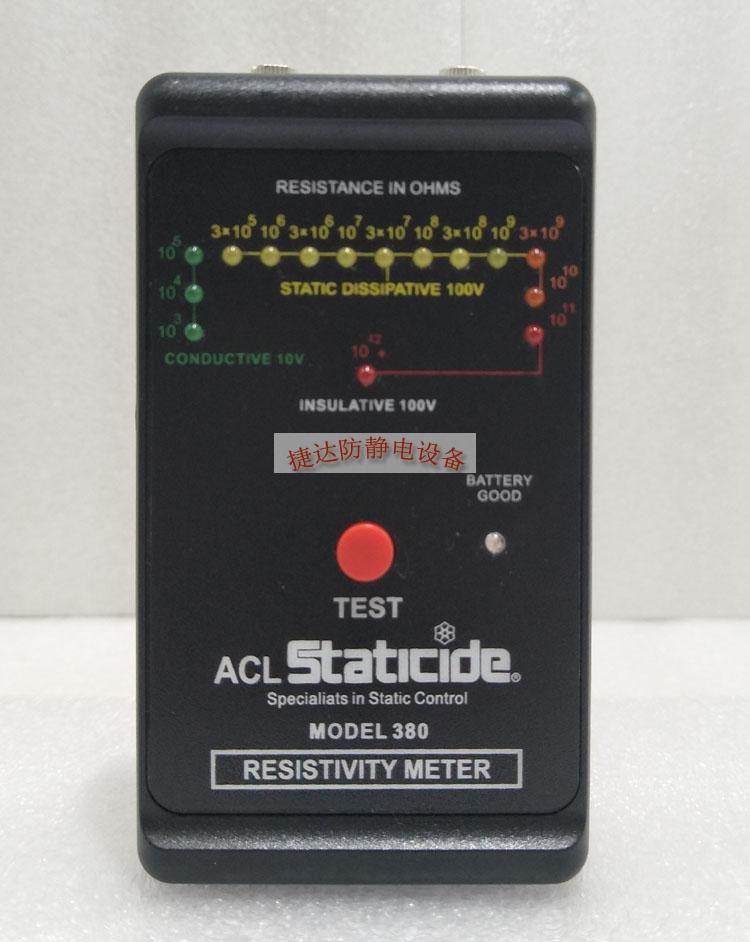 RESISTANCE IN OHMS
3×10⁵ 10⁶ 3×10⁶ 10⁷ 3×10⁷ 10⁸ 3×10⁸ 10⁹ 3×10⁹
10⁵
10⁴
10³
STATIC DISSIPATIVE 100V
10¹⁰
10¹¹
CONDUCTIVE 10V
10¹² +
INSULATIVE 100V
捷达防静电设备
BATTERY
GOOD
TEST
ACL Staticide®
Specialiats in Static Control
MODEL 380
RESISTIVITY METER